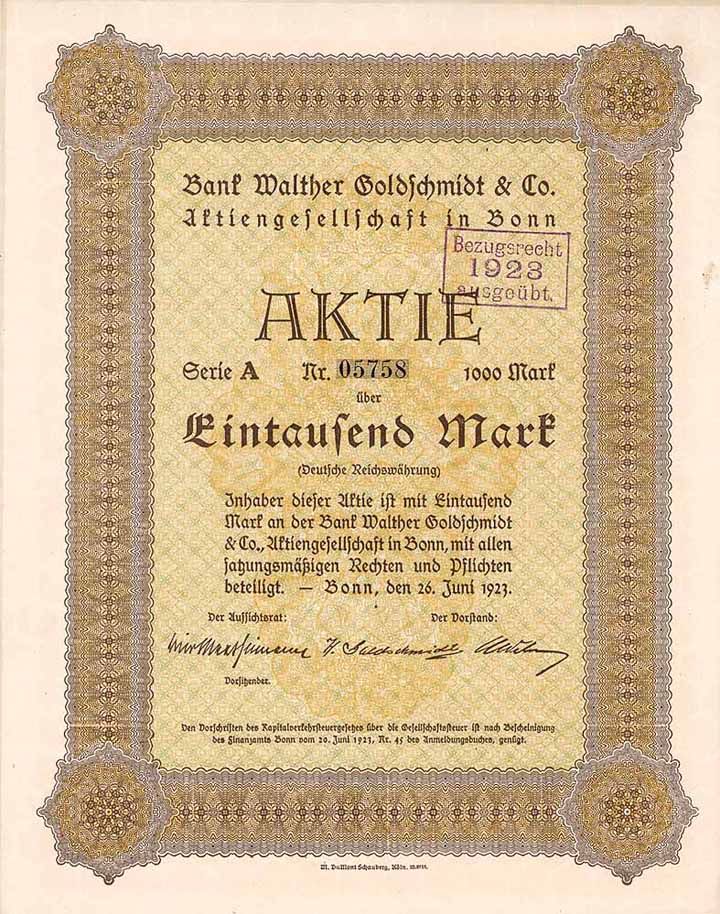 Bank Walther Goldschmidt & Co.
Aktiengesellschaft in Bonn
Bezugsrecht
1923
ausgeübt.
AKTIE
Serie A Nr. 05758 1000 Mark
über
Eintausend Mark
(Deutsche Reichswährung)
Inhaber dieser Aktie ist mit Eintausend
Mark an der Bank Walther Goldschmidt
& Co., Aktiengesellschaft in Bonn, mit allen
satzungsmäßigen Rechten und Pflichten
beteiligt. — Bonn, den 26. Juni 1923.
Der Aufsichtsrat: Der Vorstand:
Goldschmidt
Vorsitzender.
Den Vorschriften des Kapitalverkehrsteuergesetzes über die Gesellschaftsteuer ist nach Bescheinigung
des Finanzamts Bonn vom 20. Juni 1923, Nr. 45 des Anmeldungsbuches, genügt.
M. DuMont Schauberg, Köln.